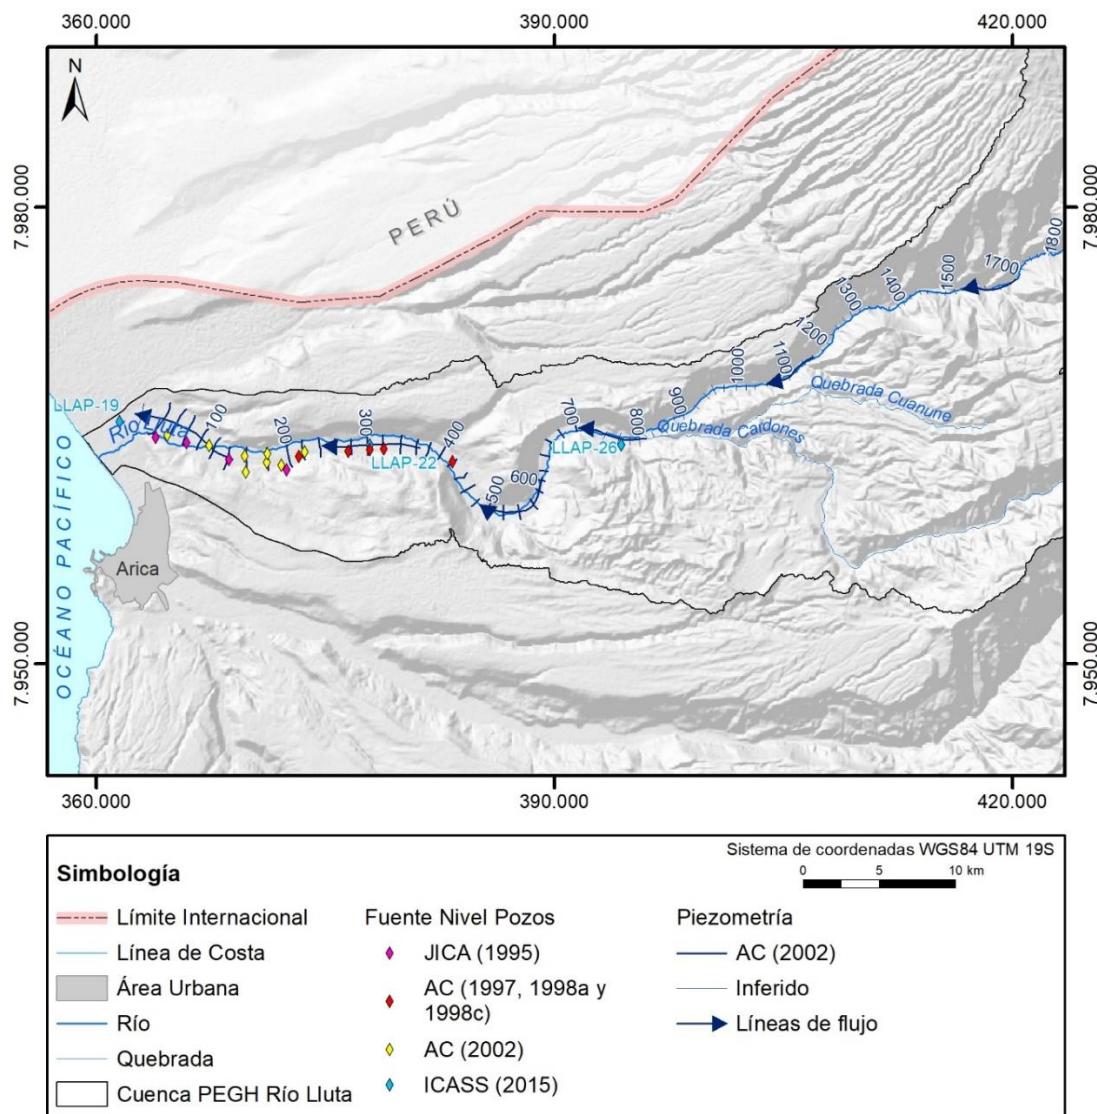 360.000 390.000 420.000
N
PERÚ
7.980.000 7.980.000
1800
1700
1500
1400
1300
1200
1100
1000
Quebrada Cuanune
900
LLAP-19
Río Lluta
100
200
300
LLAP-22
400
700
800
Quebrada Caldones
LLAP-26
600
500
OCÉANO PACÍFICO
Arica
7.950.000 7.950.000
360.000 390.000 420.000
Sistema de coordenadas WGS84 UTM 19S
0 5 10 km
Simbología
Límite Internacional
Línea de Costa
Área Urbana
Río
Quebrada
Cuenca PEGH Río Lluta
Fuente Nivel Pozos
JICA (1995)
AC (1997, 1998a y
1998c)
AC (2002)
ICASS (2015)
Piezometría
AC (2002)
Inferido
Líneas de flujo